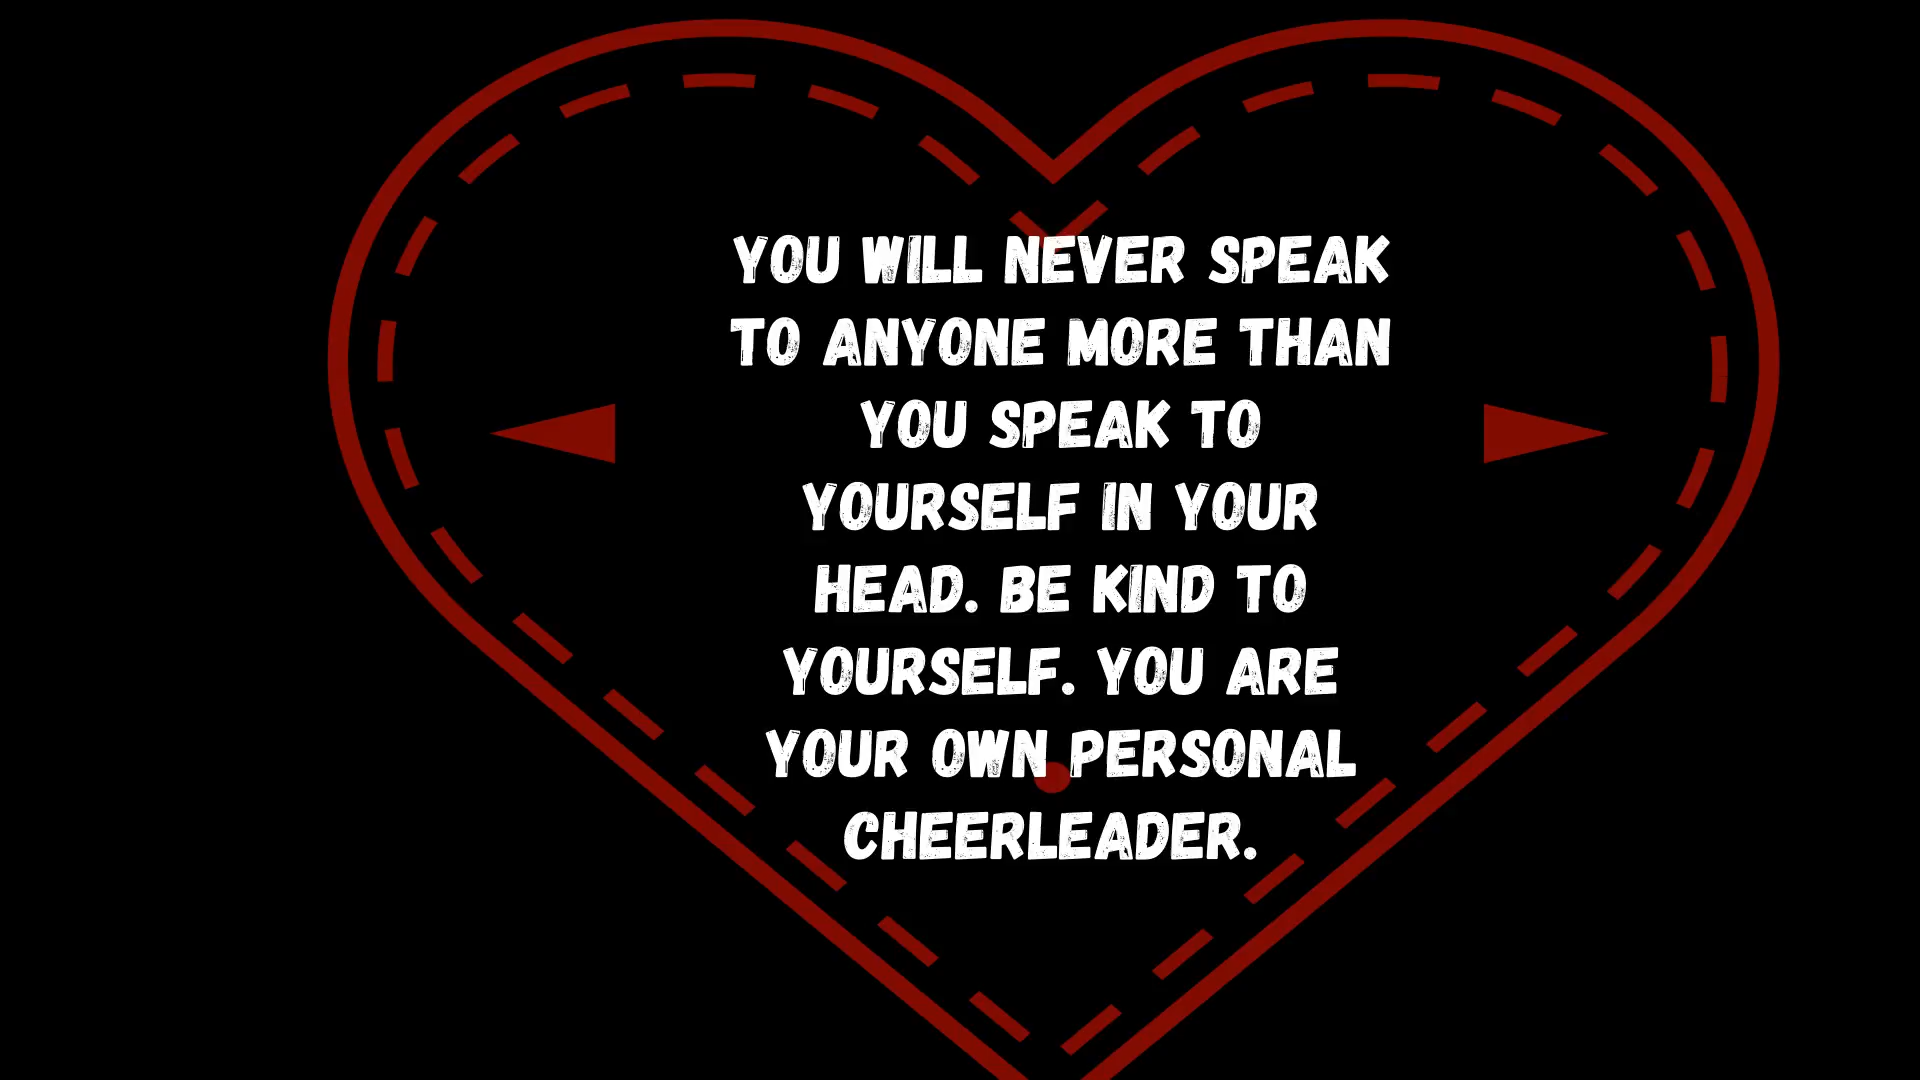 YOU WILL NEVER SPEAK
TO ANYONE MORE THAN
YOU SPEAK TO
YOURSELF IN YOUR
HEAD. BE KIND TO
YOURSELF. YOU ARE
YOUR OWN PERSONAL
CHEERLEADER.